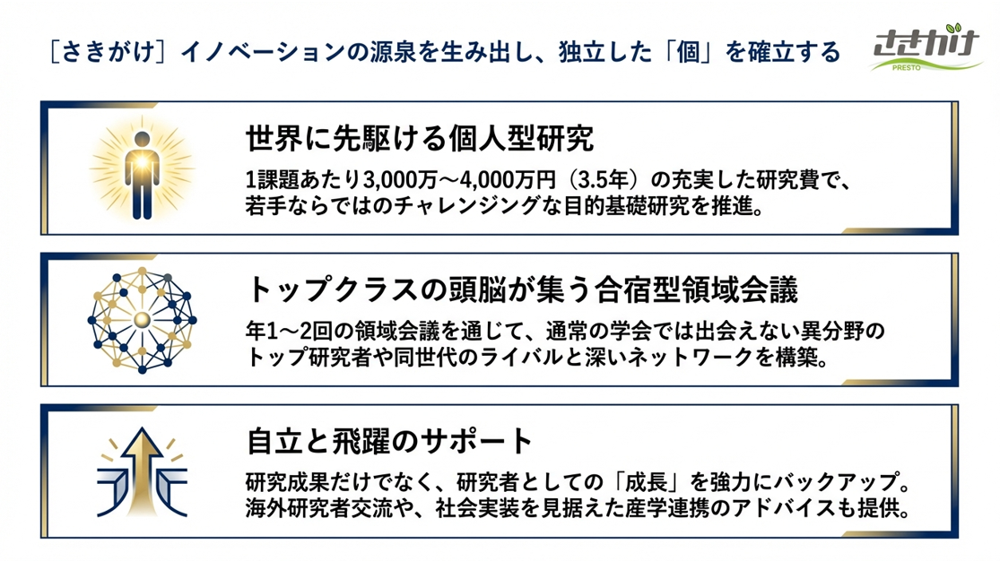 ［さきがけ］イノベーションの源泉を生み出し、独立した「個」を確立する
さきがけ
PRESTO
世界に先駆ける個人型研究
1課題あたり3,000万～4,000万円（3.5年）の充実した研究費で、
若手ならではのチャレンジングな目的基礎研究を推進。
トップクラスの頭脳が集う合宿型領域会議
年1～2回の領域会議を通じて、通常の学会では出会えない異分野の
トップ研究者や同世代のライバルと深いネットワークを構築。
自立と飛躍のサポート
研究成果だけでなく、研究者としての「成長」を強力にバックアップ。
海外研究者交流や、社会実装を見据えた産学連携のアドバイスも提供。